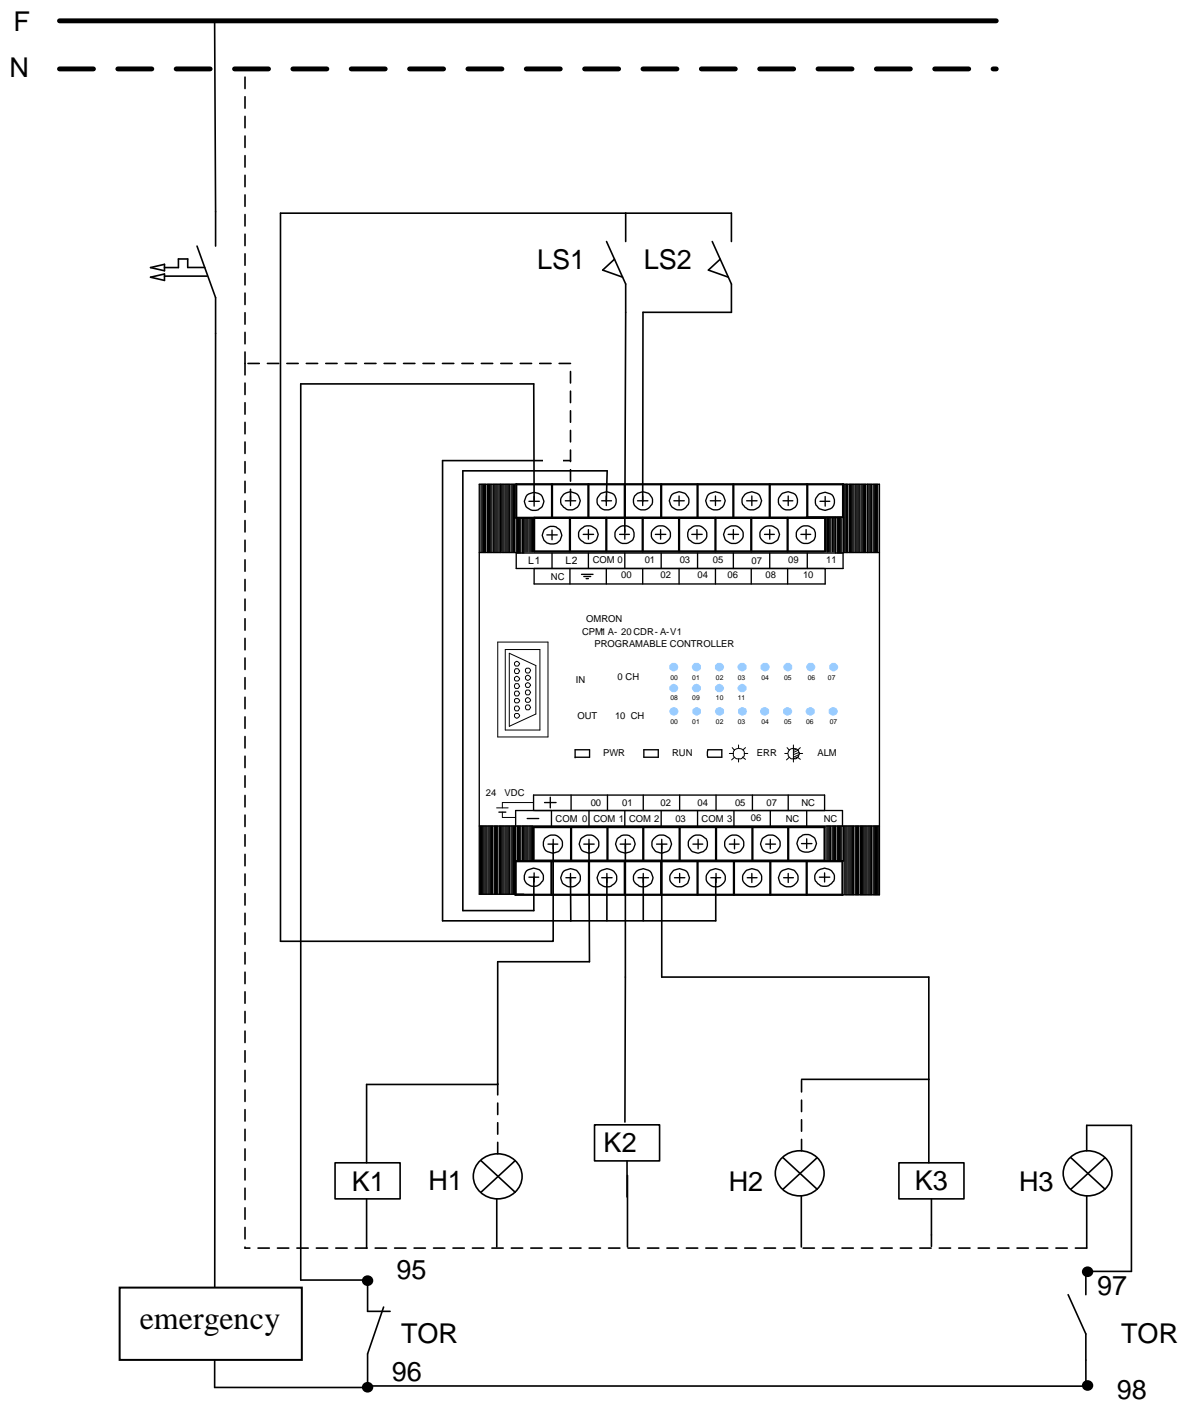 F
N
LS1
LS2
L1 L2 COM 0 01 03 05 07 09 11
NC 00 02 04 06 08 10
OMRON
CPM1 A- 20 CDR - A-V1
PROGRAMABLE CONTROLLER
IN 0 CH
00 01 02 03 04 05 06 07
08 09 10 11
OUT 10 CH
00 01 02 03 04 05 06 07
PWR RUN ERR ALM
24 VDC
+ 00 01 02 04 05 07 NC
- COM 0 COM 1 COM 2 03 COM 3 06 NC NC
K1
H1
K2
H2
K3
H3
95
97
emergency
TOR
TOR
96
98